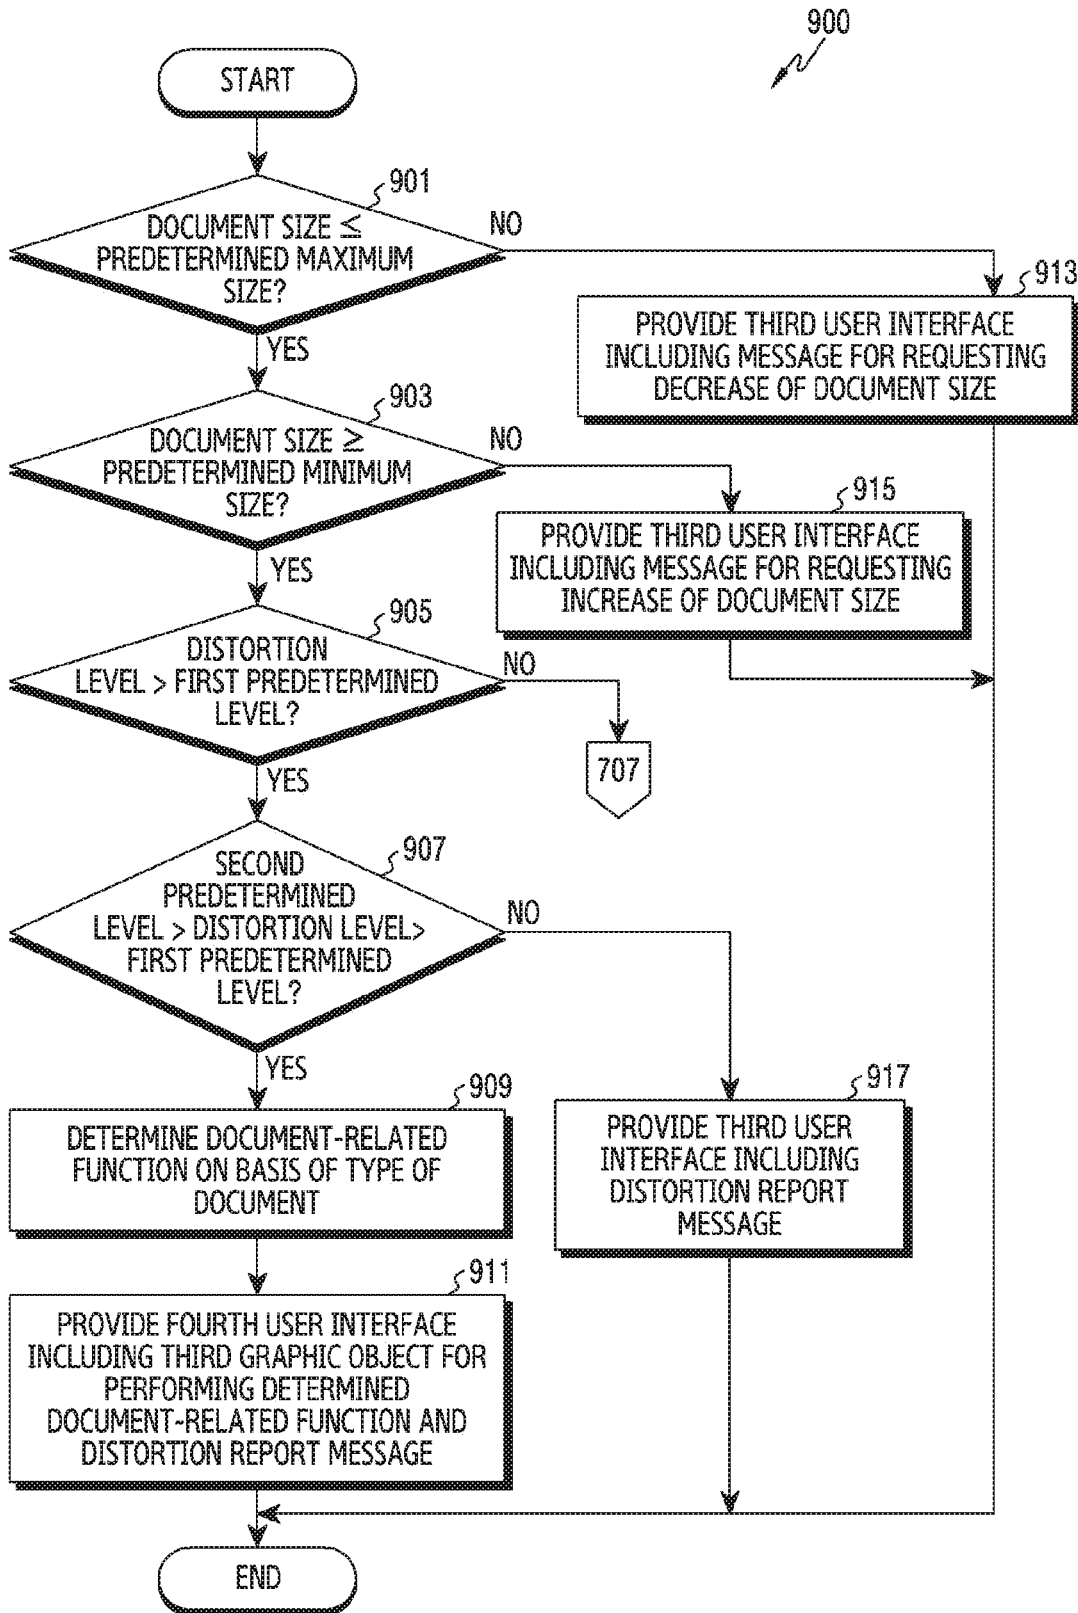 900
START
901
DOCUMENT SIZE ≤
PREDETERMINED MAXIMUM
SIZE?
NO
YES
913
PROVIDE THIRD USER INTERFACE
INCLUDING MESSAGE FOR REQUESTING
DECREASE OF DOCUMENT SIZE
903
DOCUMENT SIZE ≥
PREDETERMINED MINIMUM
SIZE?
NO
YES
915
PROVIDE THIRD USER INTERFACE
INCLUDING MESSAGE FOR REQUESTING
INCREASE OF DOCUMENT SIZE
905
DISTORTION
LEVEL > FIRST PREDETERMINED
LEVEL?
NO
YES
707
907
SECOND
PREDETERMINED
LEVEL > DISTORTION LEVEL>
FIRST PREDETERMINED
LEVEL?
NO
YES
909
DETERMINE DOCUMENT-RELATED
FUNCTION ON BASIS OF TYPE OF
DOCUMENT
917
PROVIDE THIRD USER
INTERFACE INCLUDING
DISTORTION REPORT
MESSAGE
911
PROVIDE FOURTH USER INTERFACE
INCLUDING THIRD GRAPHIC OBJECT FOR
PERFORMING DETERMINED
DOCUMENT-RELATED FUNCTION AND
DISTORTION REPORT MESSAGE
END